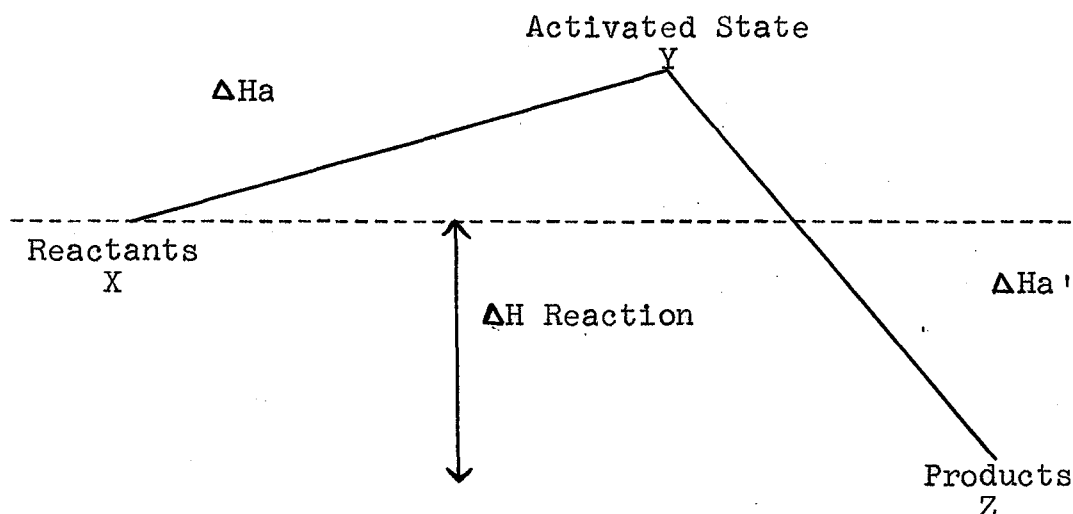 Activated State
Y
ΔHa
Reactants
X
ΔHa'
ΔH Reaction
Products
Z